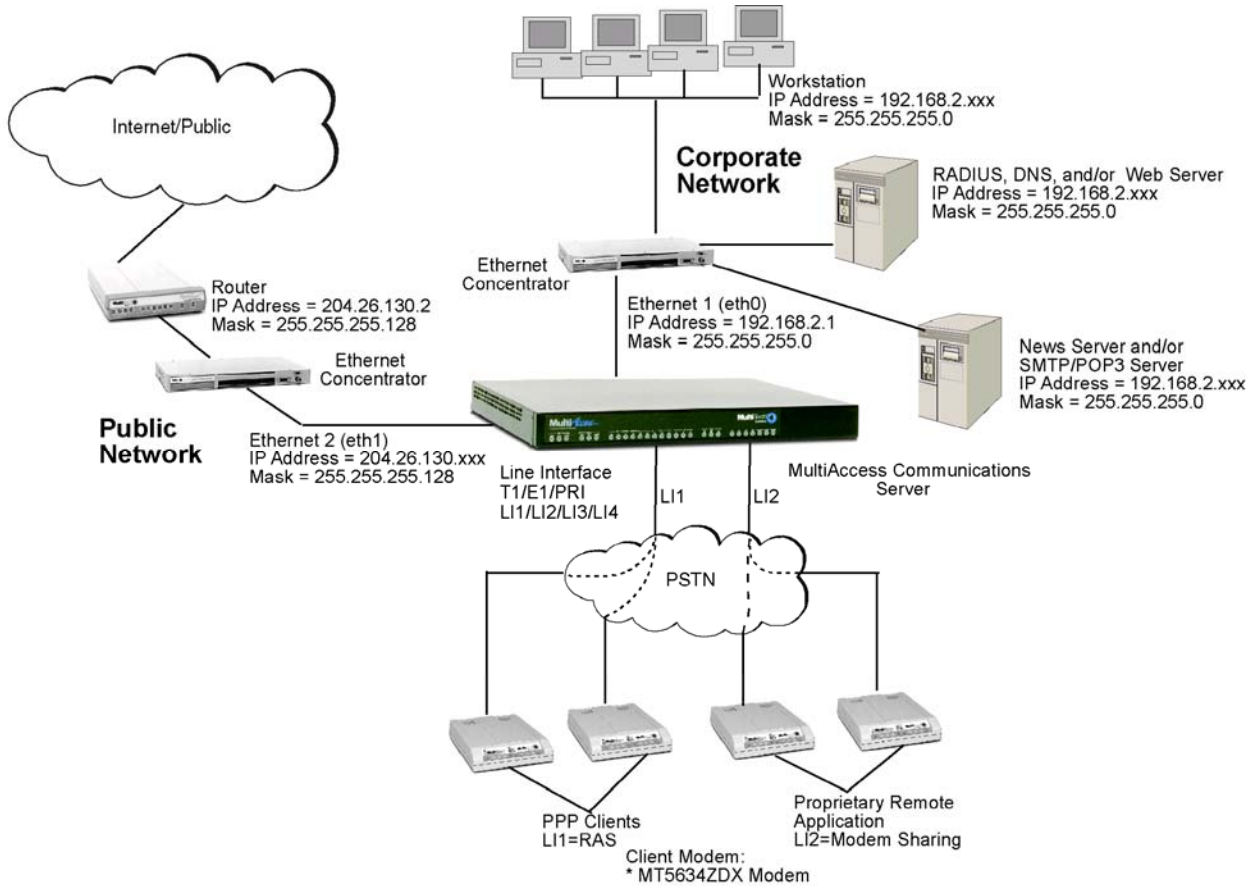 Workstation
IP Address = 192.168.2.xxx
Mask = 255.255.255.0
Internet/Public
Corporate
Network
RADIUS, DNS, and/or  Web Server
IP Address = 192.168.2.xxx
Mask = 255.255.255.0
Ethernet
Concentrator
Router
IP Address = 204.26.130.2
Mask = 255.255.255.128
Ethernet 1 (eth0)
IP Address = 192.168.2.1
Mask = 255.255.255.0
News Server and/or
SMTP/POP3 Server
IP Address = 192.168.2.xxx
Mask = 255.255.255.0
Ethernet
Concentrator
Public
Network
Ethernet 2 (eth1)
IP Address = 204.26.130.xxx
Mask = 255.255.255.128
Line Interface
T1/E1/PRI
LI1/LI2/LI3/LI4
LI1
LI2
MultiAccess Communications
Server
PSTN
PPP Clients
LI1=RAS
Proprietary Remote
Application
LI2=Modem Sharing
Client Modem:
* MT5634ZDX Modem